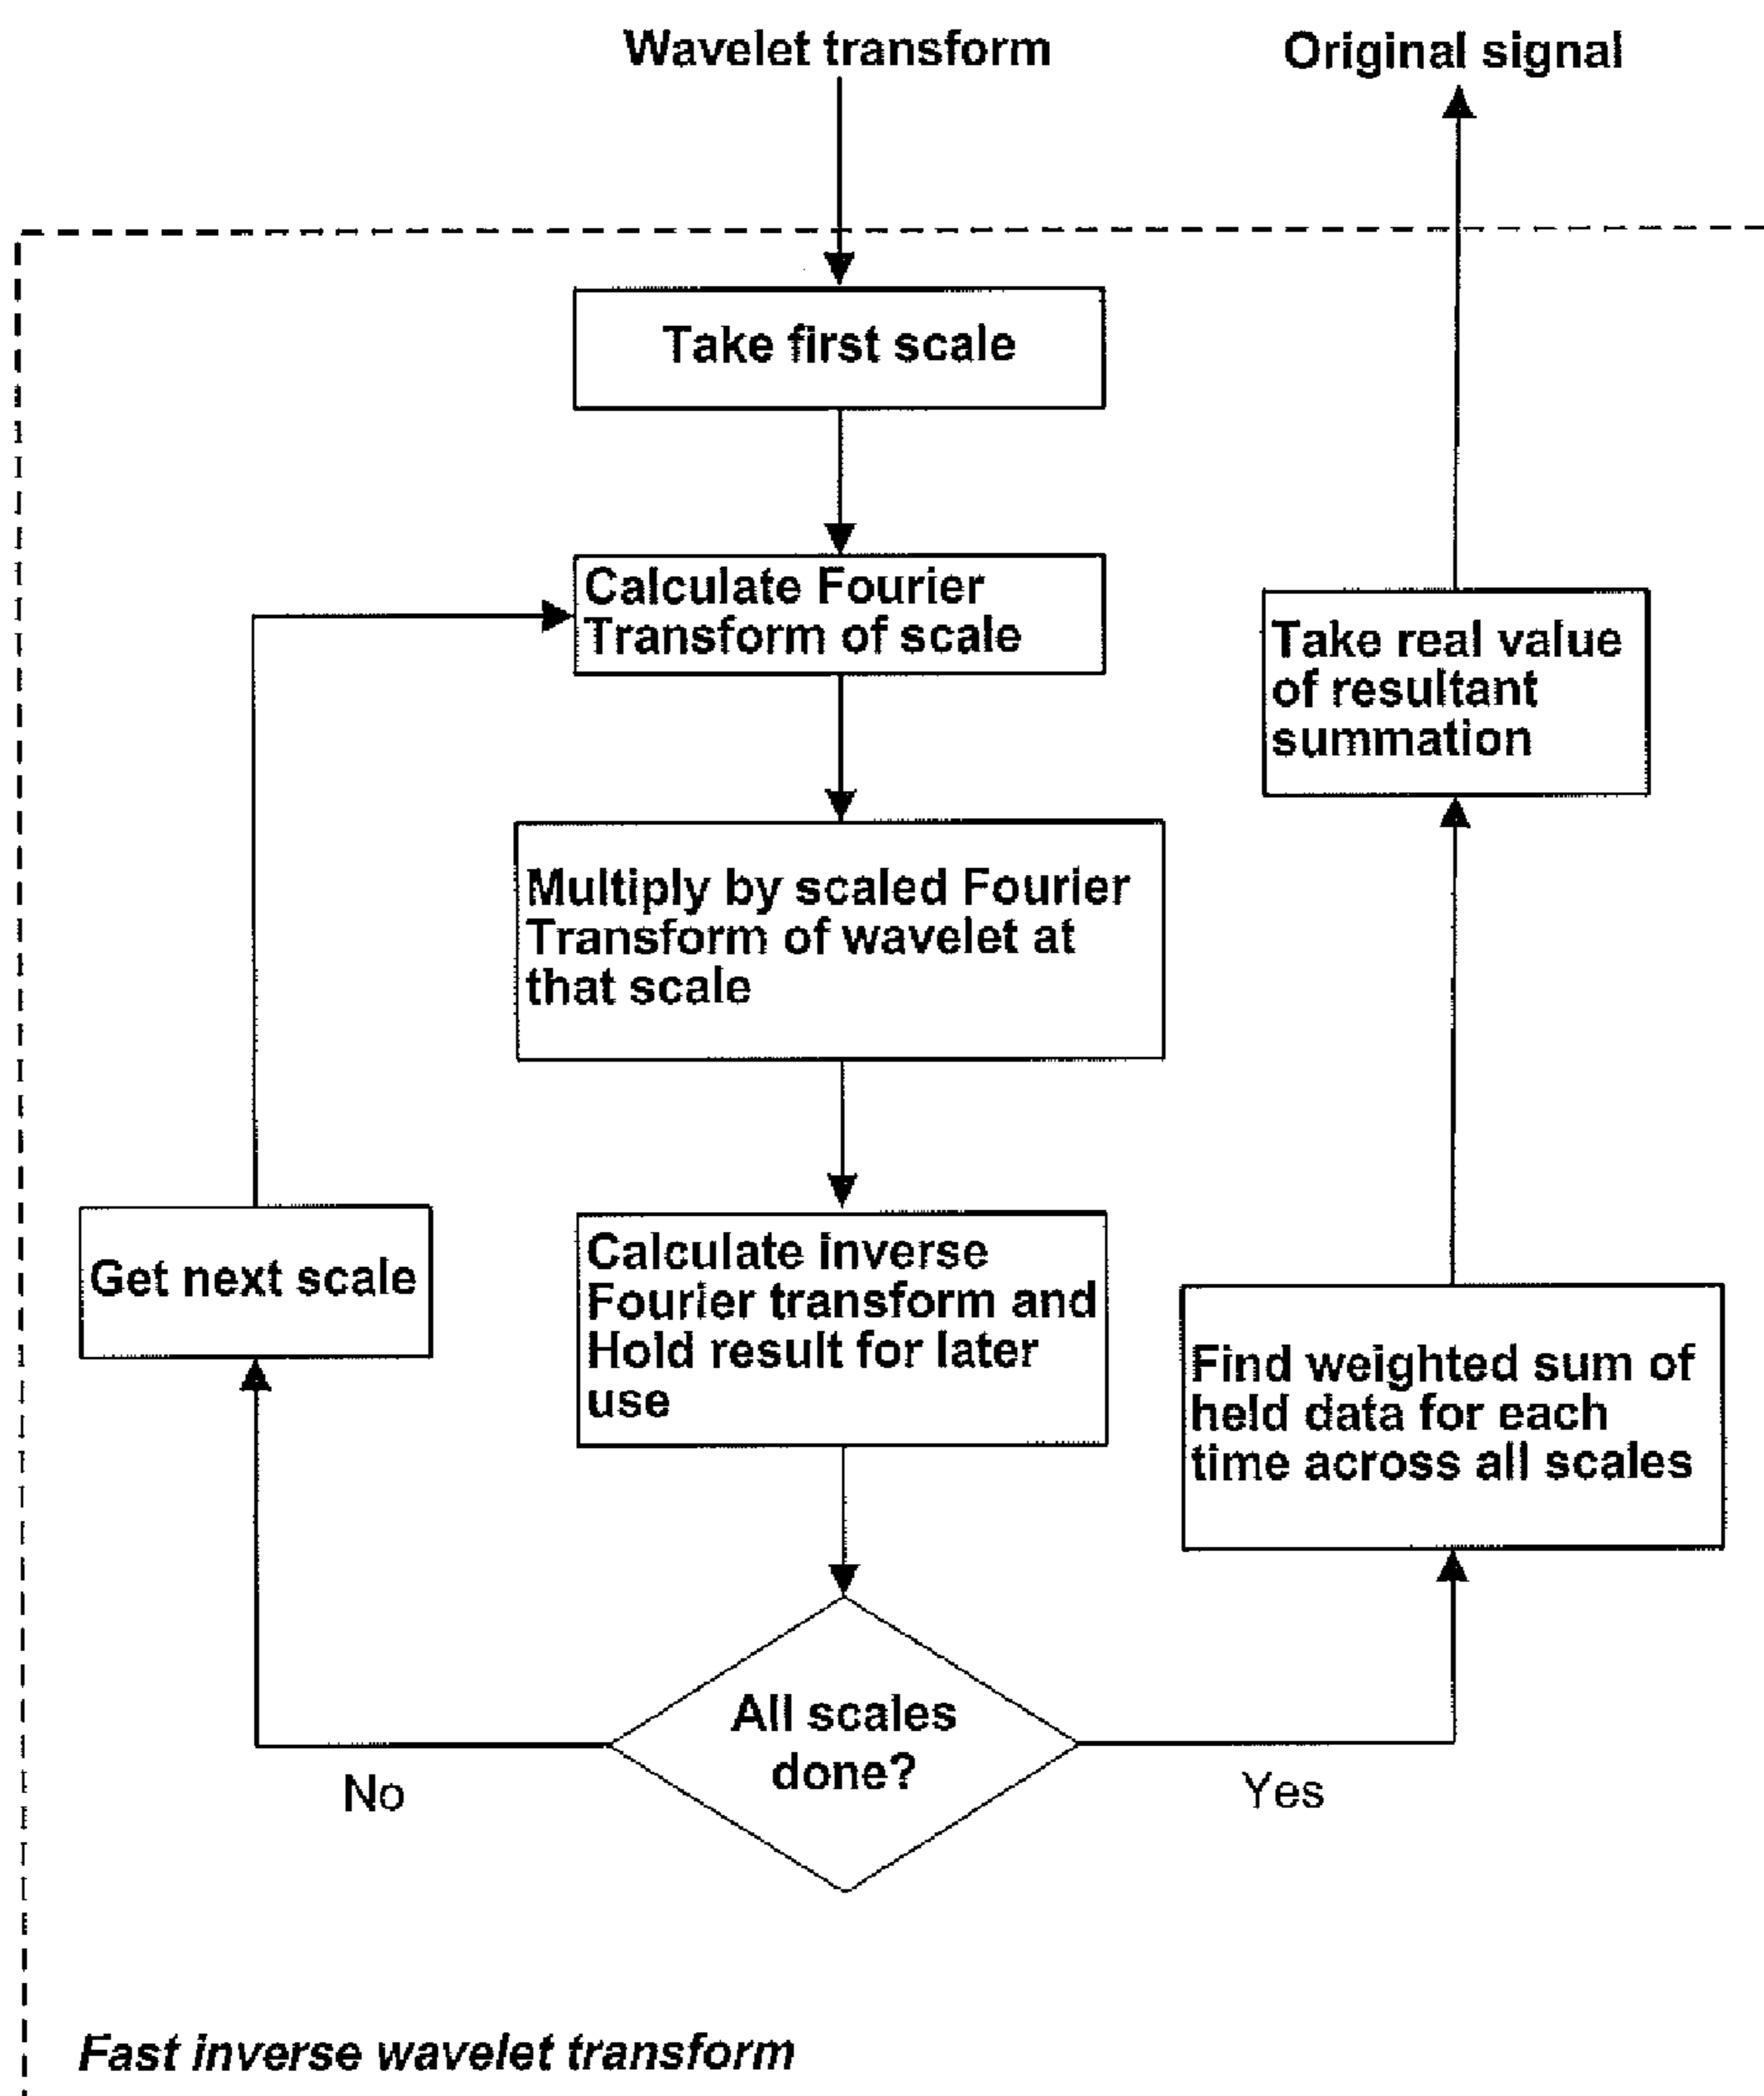 Wavelet transform
Original signal
Take first scale
Calculate Fourier
Transform of scale
Take real value
of resultant
summation
Multiply by scaled Fourier
Transform of wavelet at
that scale
Get next scale
Calculate inverse
Fourier transform and
Hold result for later
use
Find weighted sum of
held data for each
time across all scales
All scales
done?
No
Yes
Fast inverse wavelet transform